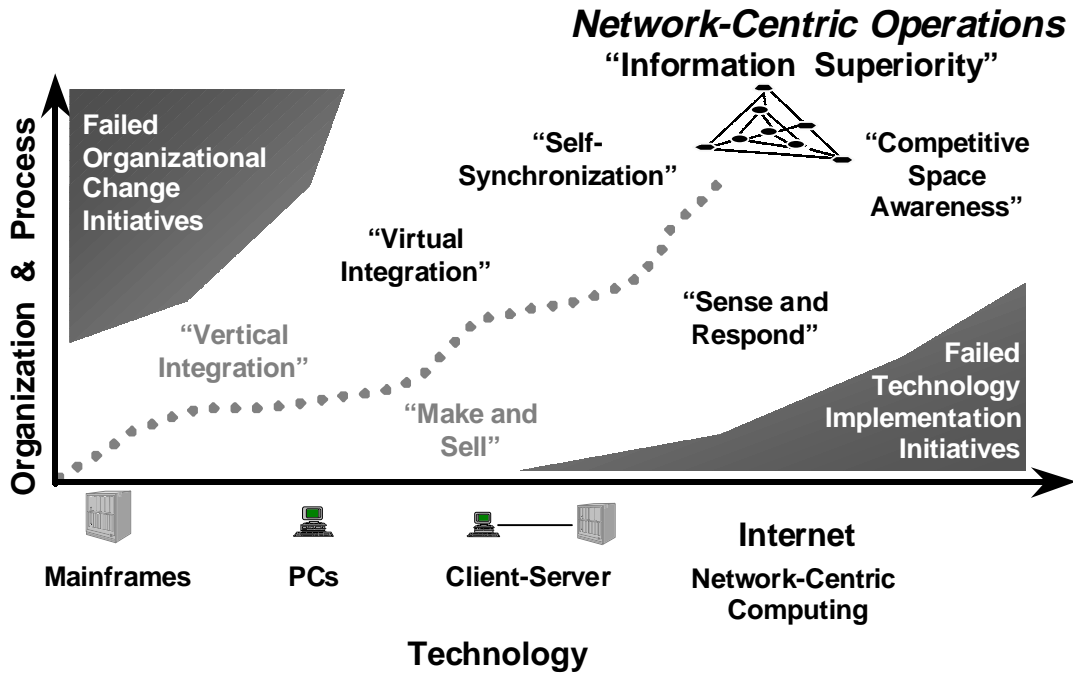 Network-Centric Operations
“Information Superiority”
Failed
Organizational
Change
Initiatives
“Self-
Synchronization”
“Competitive
Space
Awareness”
“Virtual
Integration”
“Vertical
Integration”
“Sense and
Respond”
“Make and
Sell”
Failed
Technology
Implementation
Initiatives
Organization & Process
Mainframes
PCs
Client-Server
Internet
Network-Centric
Computing
Technology